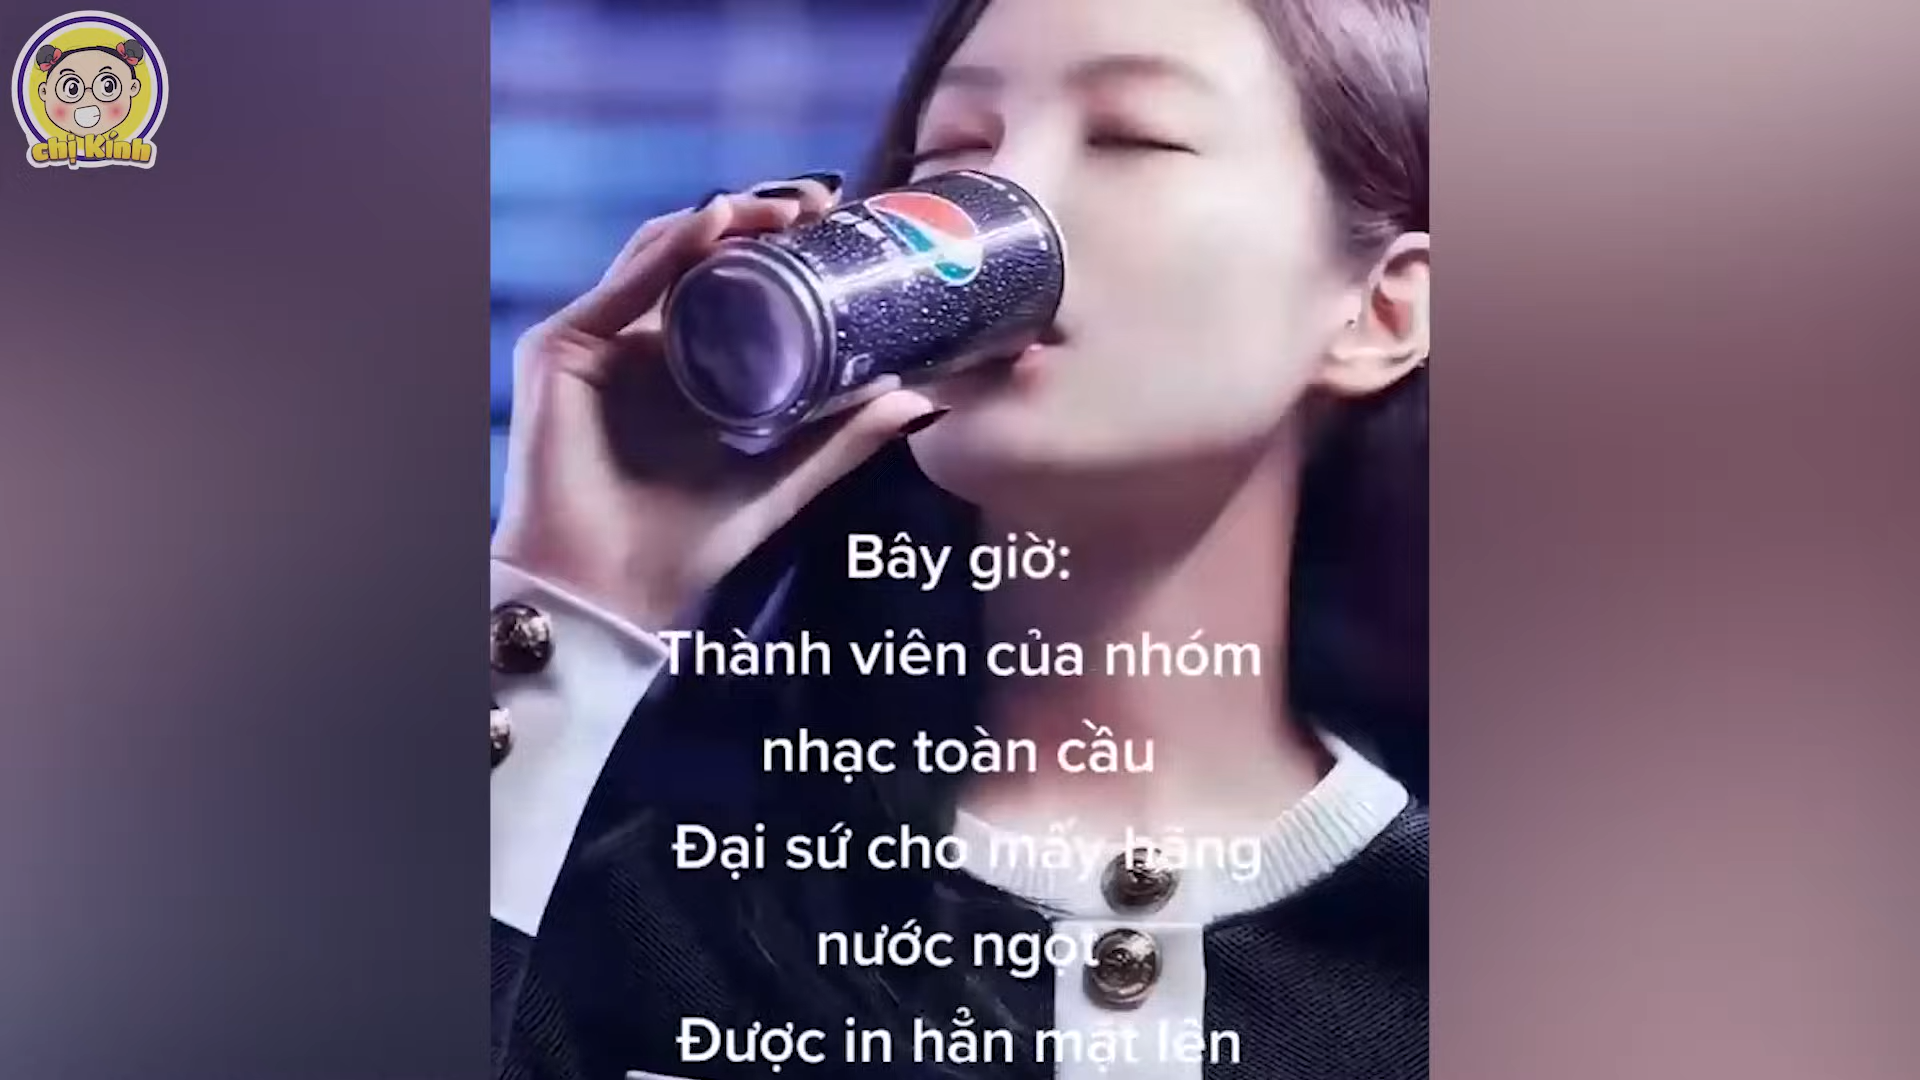 chị Kính
Bây giờ:
Thành viên của nhóm
nhạc toàn cầu
Đại sứ cho mấy hãng
nước ngọt
Được in hẳn mặt lên